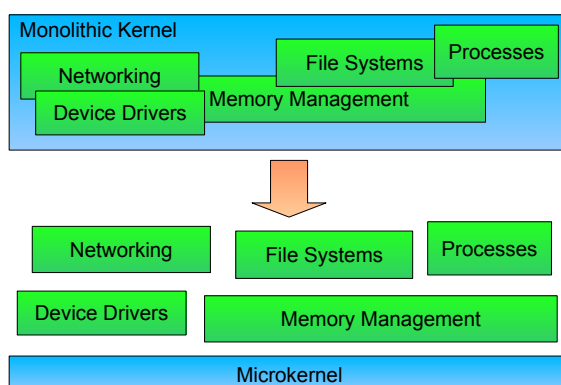 Monolithic Kernel
Processes
File Systems
Networking
Memory Management
Device Drivers
Networking
File Systems
Processes
Device Drivers
Memory Management
Microkernel